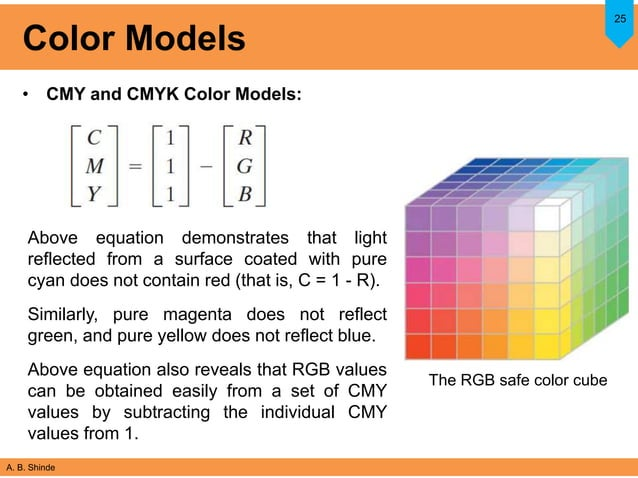 25
Color Models
• CMY and CMYK Color Models:
[C] [1] [R]
[M] = [1] − [G]
[Y] [1] [B]
Above equation demonstrates that light
reflected from a surface coated with pure
cyan does not contain red (that is, C = 1 - R).
Similarly, pure magenta does not reflect
green, and pure yellow does not reflect blue.
Above equation also reveals that RGB values
can be obtained easily from a set of CMY
values by subtracting the individual CMY
values from 1.
The RGB safe color cube
A. B. Shinde